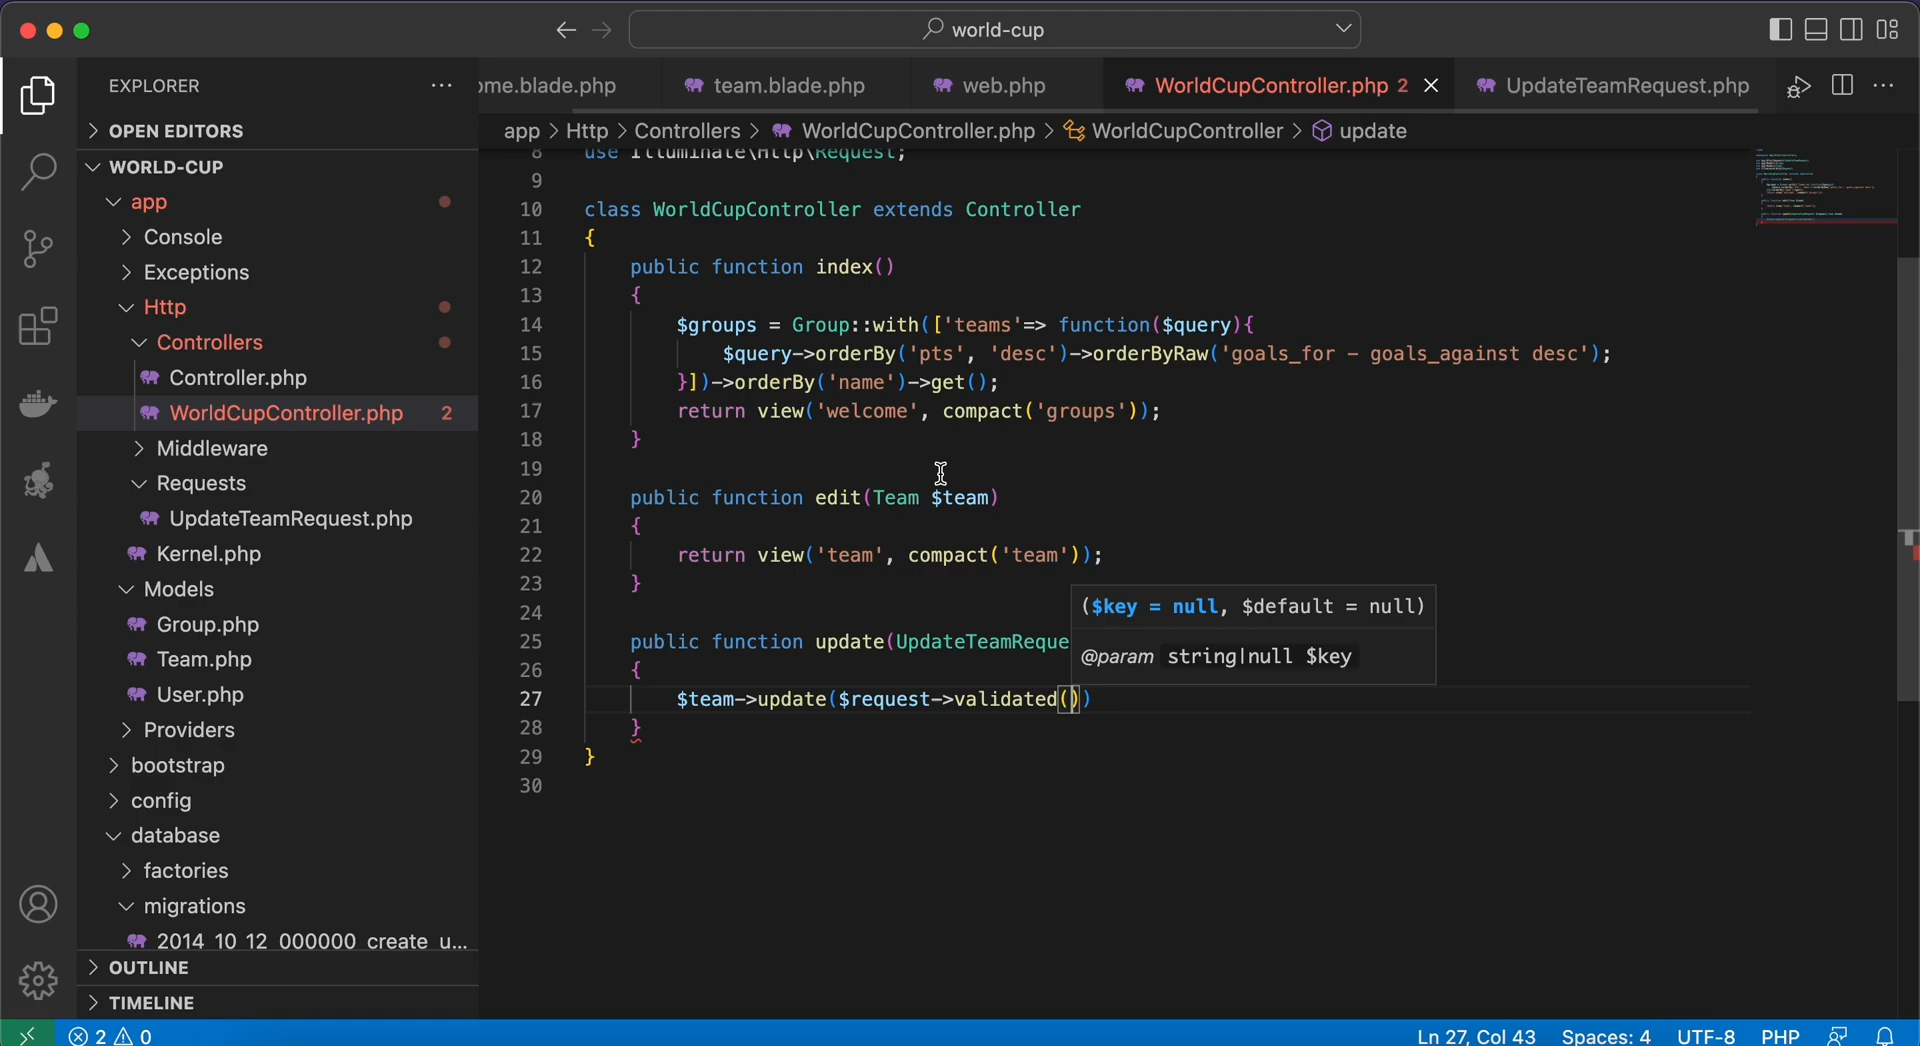 world-cup
EXPLORER
OPEN EDITORS
WORLD-CUP
app
Console
Exceptions
Http
Controllers
Controller.php
WorldCupController.php 2
Middleware
Requests
UpdateTeamRequest.php
Kernel.php
Models
Group.php
Team.php
User.php
Providers
bootstrap
config
database
factories
migrations
2014_10_12_000000_create_u...
OUTLINE
TIMELINE
ome.blade.php team.blade.php web.php WorldCupController.php 2 UpdateTeamRequest.php
app > Http > Controllers > WorldCupController.php > WorldCupController > update
8 use Illuminate\Http\Request;
9
10 class WorldCupController extends Controller
11 {
12 public function index()
13 {
14 $groups = Group::with(['teams'=> function($query){
15 $query->orderBy('pts', 'desc')->orderByRaw('goals_for - goals_against desc');
16 }])->orderBy('name')->get();
17 return view('welcome', compact('groups'));
18 }
19
20 public function edit(Team $team)
21 {
22 return view('team', compact('team'));
23 }
24
25 public function update(UpdateTeamReque
26 {
27 $team->update($request->validated())
28 }
29 }
30
($key = null, $default = null)
@param string|null $key
2 0
Ln 27, Col 43 Spaces: 4 UTF-8 PHP